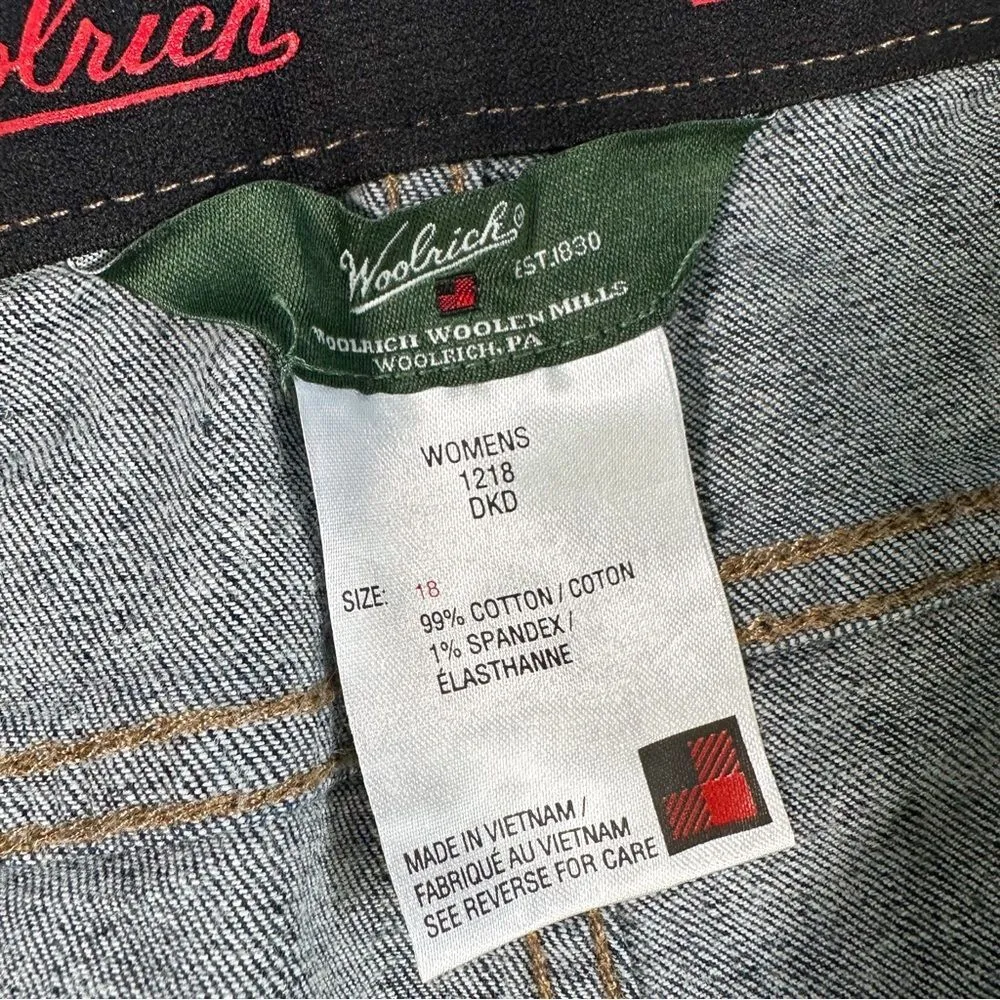 olrich
Woolrich®
EST.1830
WOOLRICH WOOLEN MILLS
WOOLRICH, PA
WOMENS
1218
DKD
SIZE: 18
99% COTTON / COTON
1% SPANDEX /
ÉLASTHANNE
MADE IN VIETNAM /
FABRIQUÉ AU VIETNAM
SEE REVERSE FOR CARE